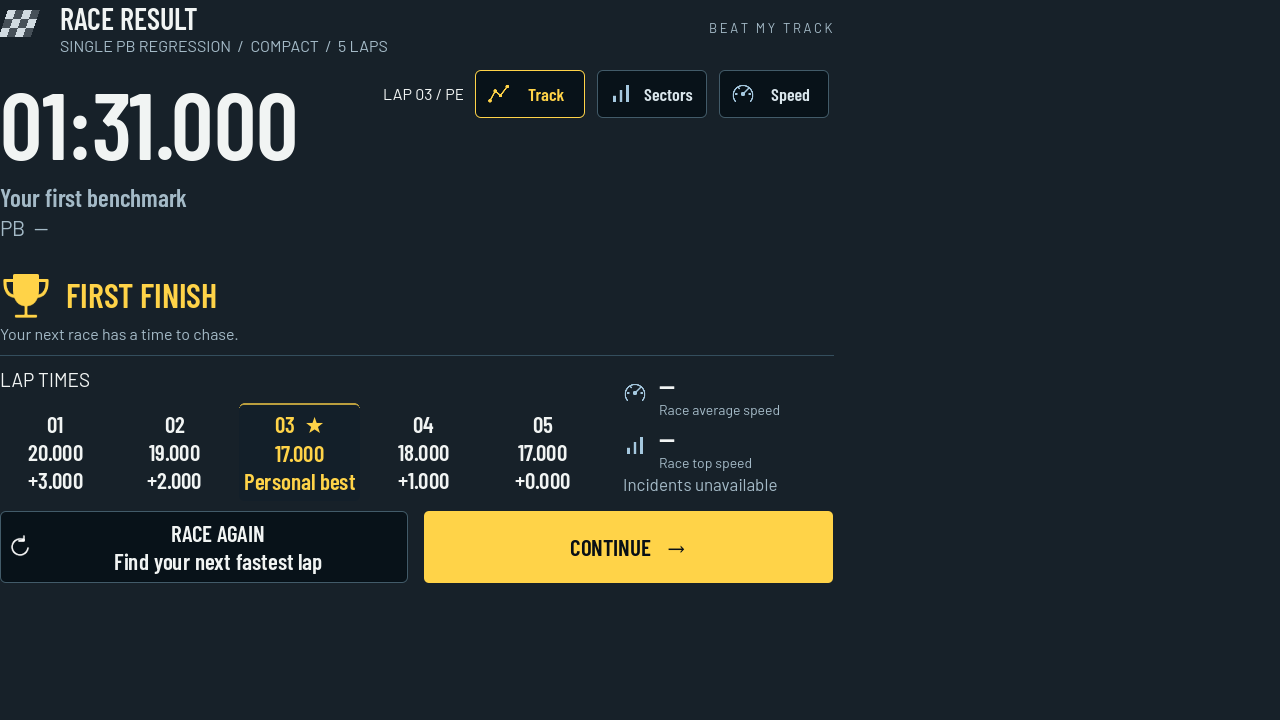 RACE RESULT
SINGLE PB REGRESSION / COMPACT / 5 LAPS
BEAT MY TRACK
01:31.000
LAP 03 / PE
Track
Sectors
Speed
Your first benchmark
PB —
FIRST FINISH
Your next race has a time to chase.
LAP TIMES
01
20.000
+3.000
02
19.000
+2.000
03 ★
17.000
Personal best
04
18.000
+1.000
05
17.000
+0.000
—
Race average speed
—
Race top speed
Incidents unavailable
RACE AGAIN
Find your next fastest lap
CONTINUE →